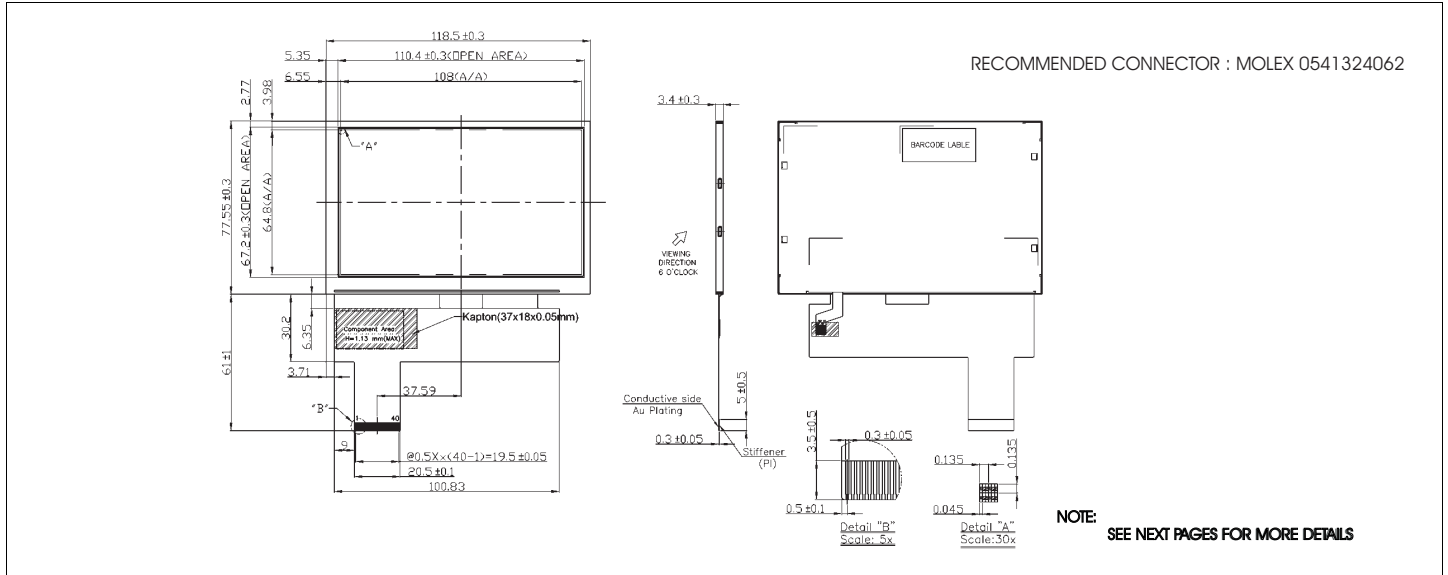 118.5 ±0.3
5.35
110.4 ±0.3(OPEN AREA)
6.55
108(A/A)
2.77
3.98
"A"
77.55 ±0.3
67.2 ±0.3(OPEN AREA)
64.8(A/A)
61±1
30.2
6.35
Component Area:
H=1.13 mm(MAX)
Kapton(37x18x0.05mm)
3.71
37.59
"B"
1
40
@0.5X×(40-1)=19.5 ±0.05
20.5 ±0.1
100.83
RECOMMENDED CONNECTOR : MOLEX 0541324062
3.4 ±0.3
BARCODE LABLE
VIEWING
DIRECTION
6 O'CLOCK
Conductive side
Au Plating
5 ±0.5
0.3 ±0.05
Stiffener
(PI)
3.5 ±0.5
0.3 ±0.05
0.5 ±0.1
Detail "B"
Scale: 5x
0.135
0.135
0.045
Detail "A"
Scale:30x
NOTE:
SEE NEXT PAGES FOR MORE DETAILS